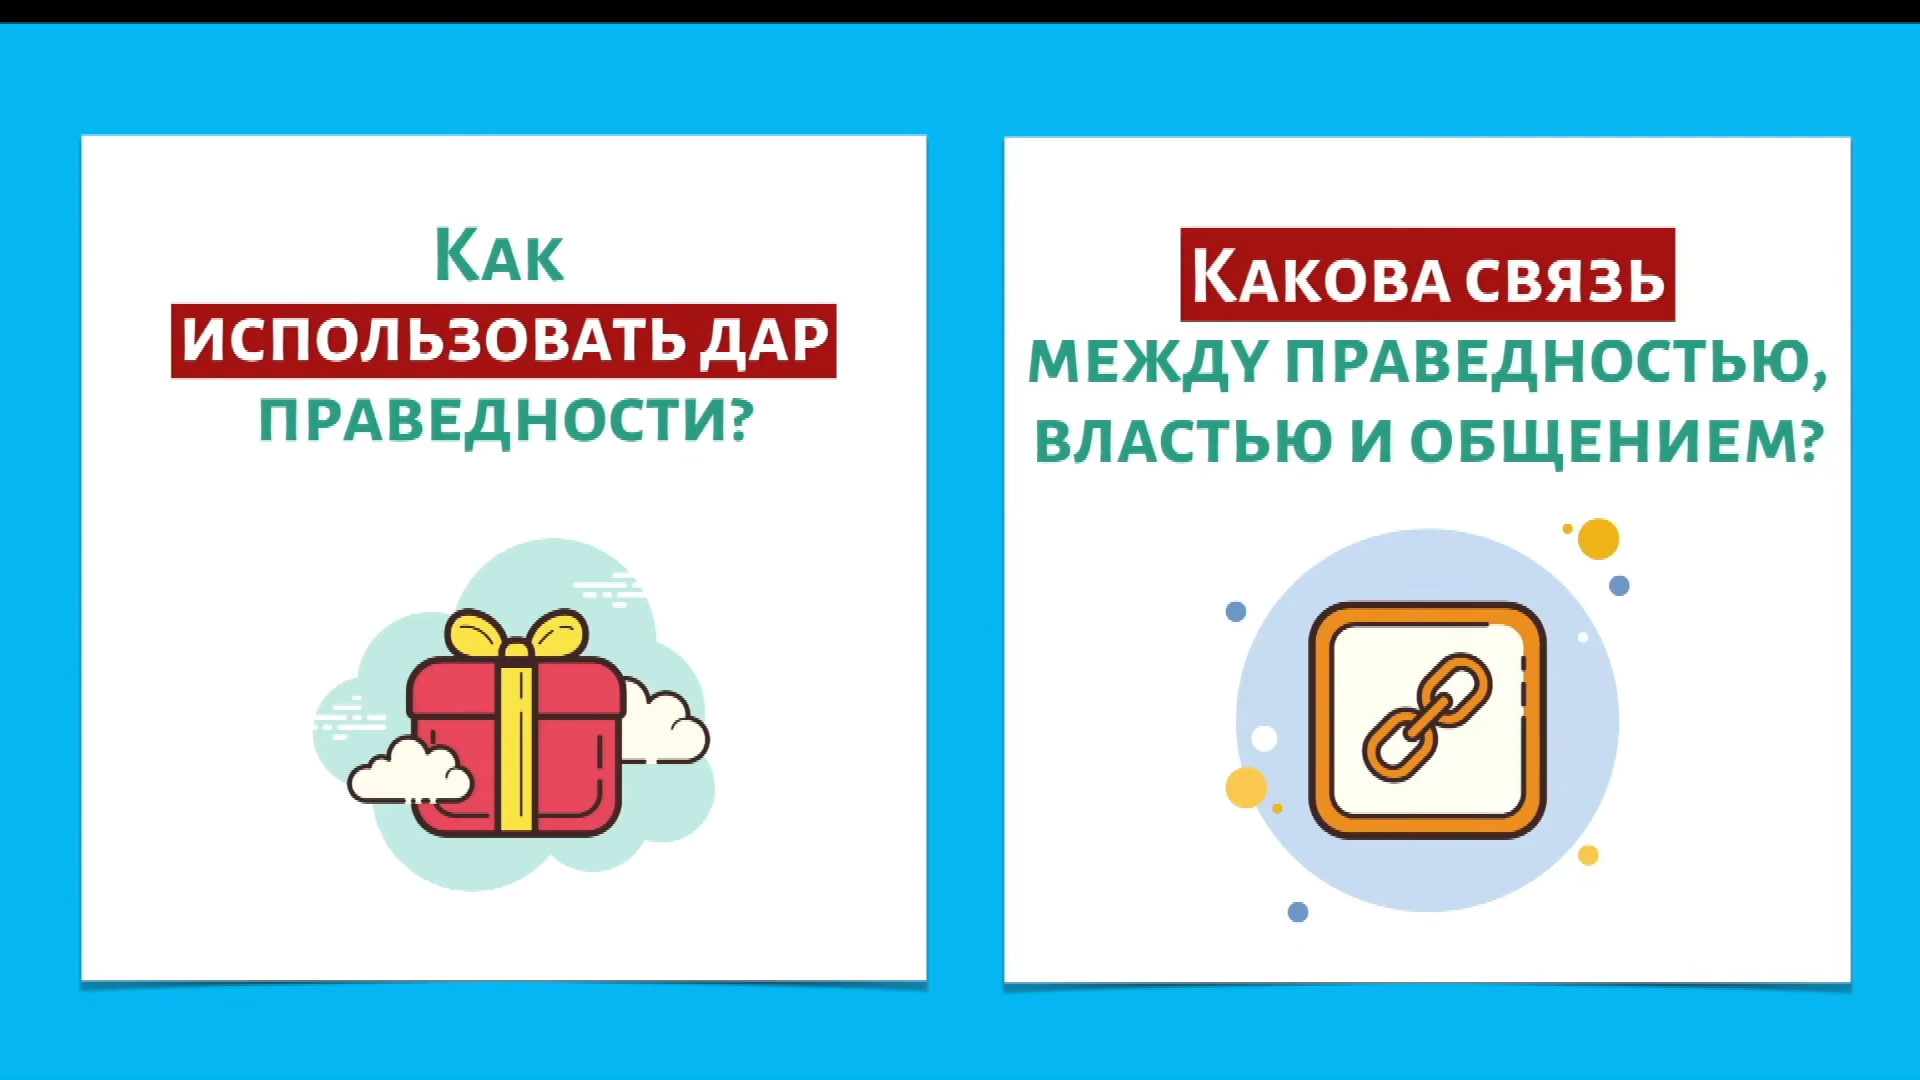 Как
использовать дар
праведности?
Какова связь
между праведностью,
властью и общением?